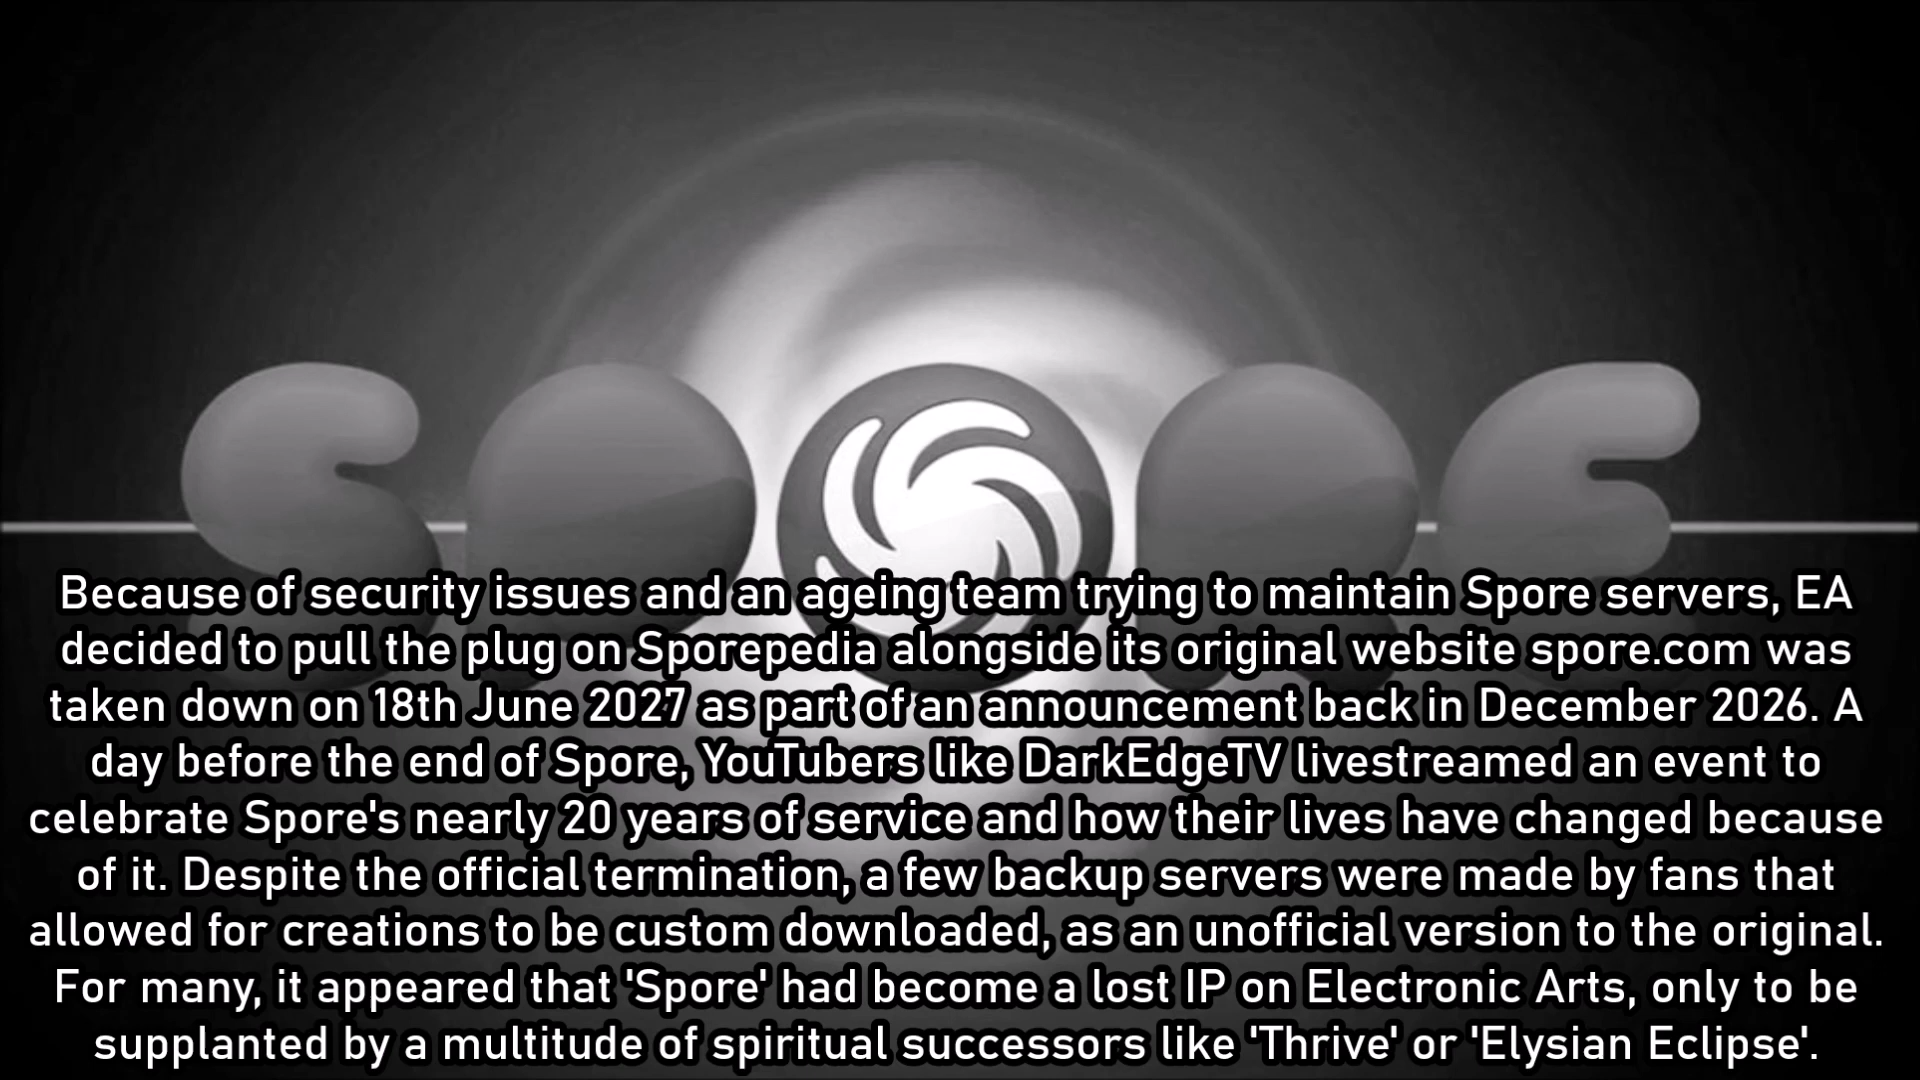 SPORE
Because of security issues and an ageing team trying to maintain Spore servers, EA
decided to pull the plug on Sporepedia alongside its original website spore.com was
taken down on 18th June 2027 as part of an announcement back in December 2026. A
day before the end of Spore, YouTubers like DarkEdgeTV livestreamed an event to
celebrate Spore's nearly 20 years of service and how their lives have changed because
of it. Despite the official termination, a few backup servers were made by fans that
allowed for creations to be custom downloaded, as an unofficial version to the original.
For many, it appeared that 'Spore' had become a lost IP on Electronic Arts, only to be
supplanted by a multitude of spiritual successors like 'Thrive' or 'Elysian Eclipse'.